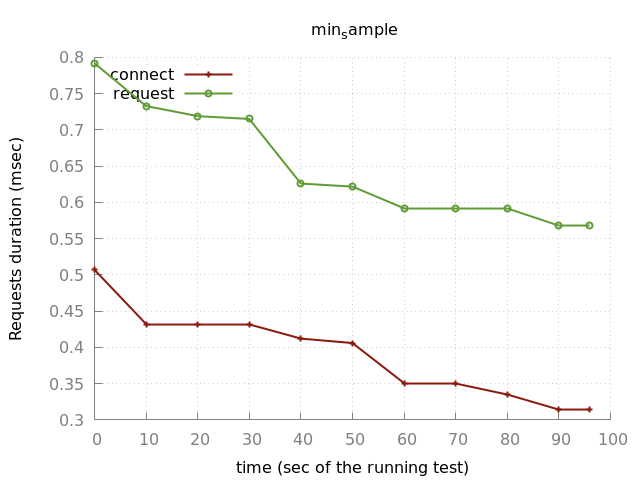 minsample
connect
request
0.8
0.75
0.7
0.65
0.6
0.55
0.5
0.45
0.4
0.35
0.3
Requests duration (msec)
0 10 20 30 40 50 60 70 80 90 100
time (sec of the running test)